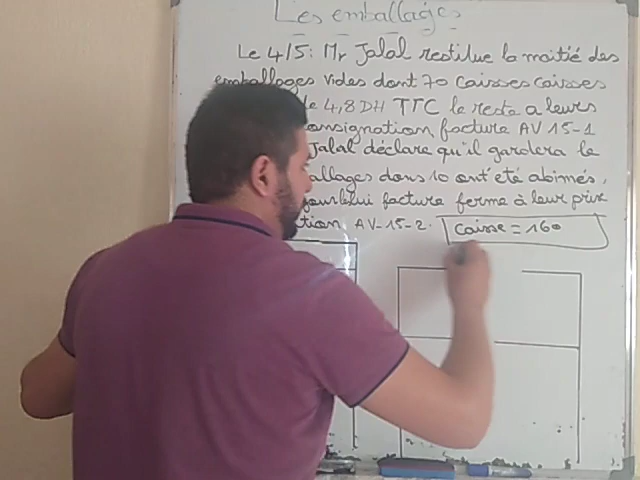 Les emballages
Le 4/5: Mr Jalal restitue la moitié des
emballages vides dont 70 caisses caisses
de 4,8 DH TTC le reste a leurs
consignation, facture AV 15-1
Jalal déclare qu'il gardera le
allages dons 10 ont été abimés,
facture ferme à leur prix
tion AV-15-2. caisse = 160